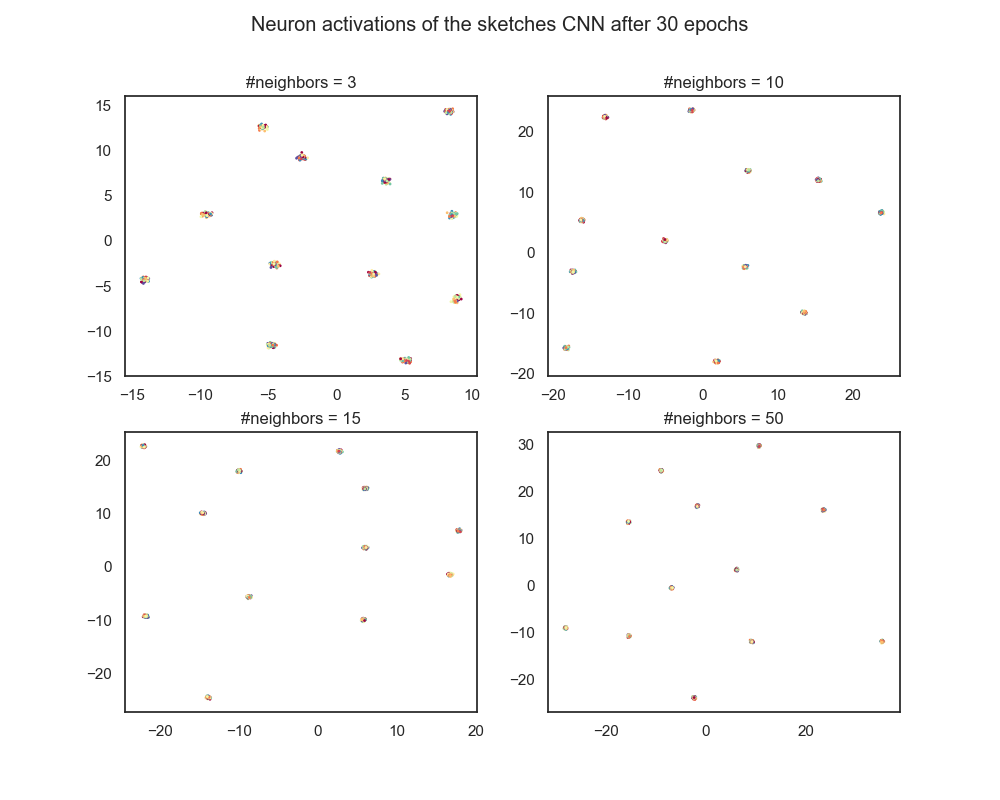 Neuron activations of the sketches CNN after 30 epochs
#neighbors = 3
#neighbors = 10
15
10
5
0
−5
−10
−15
−15 −10 −5 0 5 10
20
10
0
−10
−20
−20 −10 0 10 20
#neighbors = 15
#neighbors = 50
20
10
0
−10
−20
−20 −10 0 10 20
30
20
10
0
−10
−20
−20 0 20